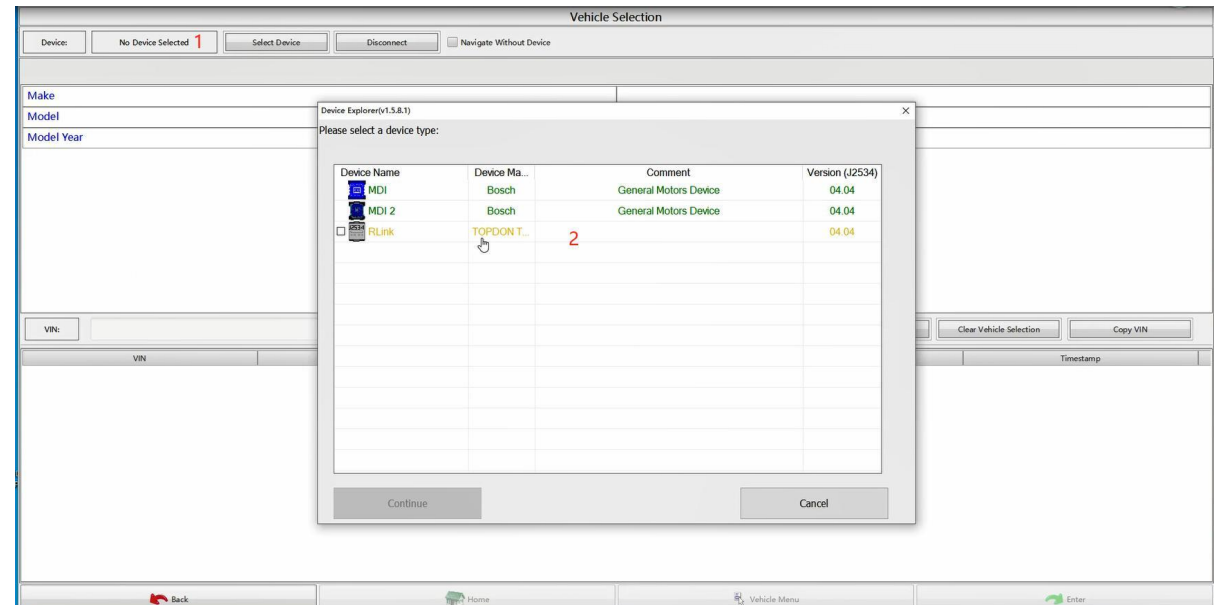 Vehicle Selection
Device: No Device Selected 1 Select Device Disconnect Navigate Without Device
Make
Model
Model Year
Device Explorer(v1.5.8.1)
Please select a device type:
Device Name Device Ma... Comment Version (J2534)
MDI Bosch General Motors Device 04.04
MDI 2 Bosch General Motors Device 04.04
J2534 RLink TOPDON T... 2 04.04
VIN: Clear Vehicle Selection Copy VIN
VIN Timestamp
Continue Cancel
Back Home Vehicle Menu Enter